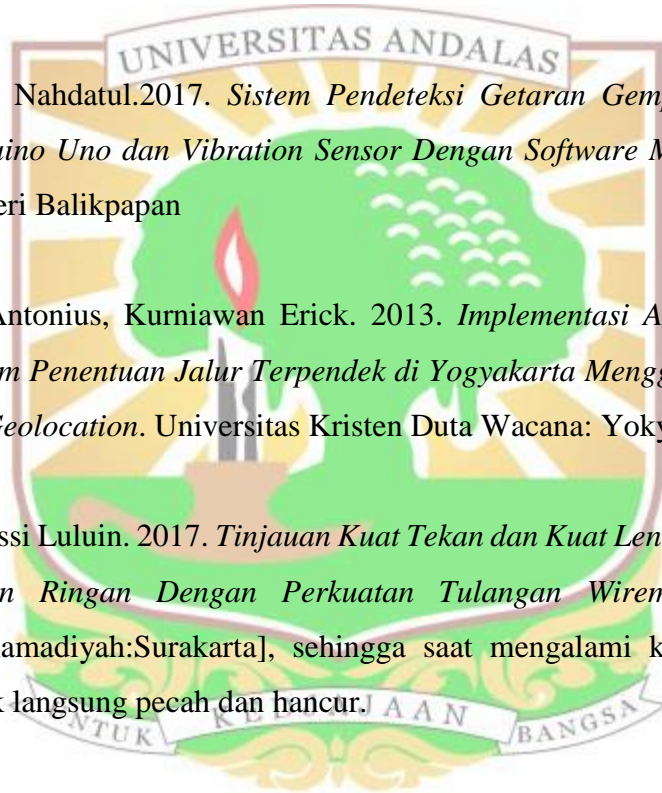 UNIVERSITAS ANDALAS
Nahdatul.2017. Sistem Pendeteksi Getaran Gem
uino Uno dan Vibration Sensor Dengan Software M
eri Balikpapan
Antonius, Kurniawan Erick. 2013. Implementasi A
m Penentuan Jalur Terpendek di Yogyakarta Mengg
Geolocation. Universitas Kristen Duta Wacana: Yoky
ssi Luluin. 2017. Tinjauan Kuat Tekan dan Kuat Len
n Ringan Dengan Perkuatan Tulangan Wirem
amadiyah:Surakarta], sehingga saat mengalami k
k langsung pecah dan hancur.
UNTUK KEDJAJAAN BANGSA